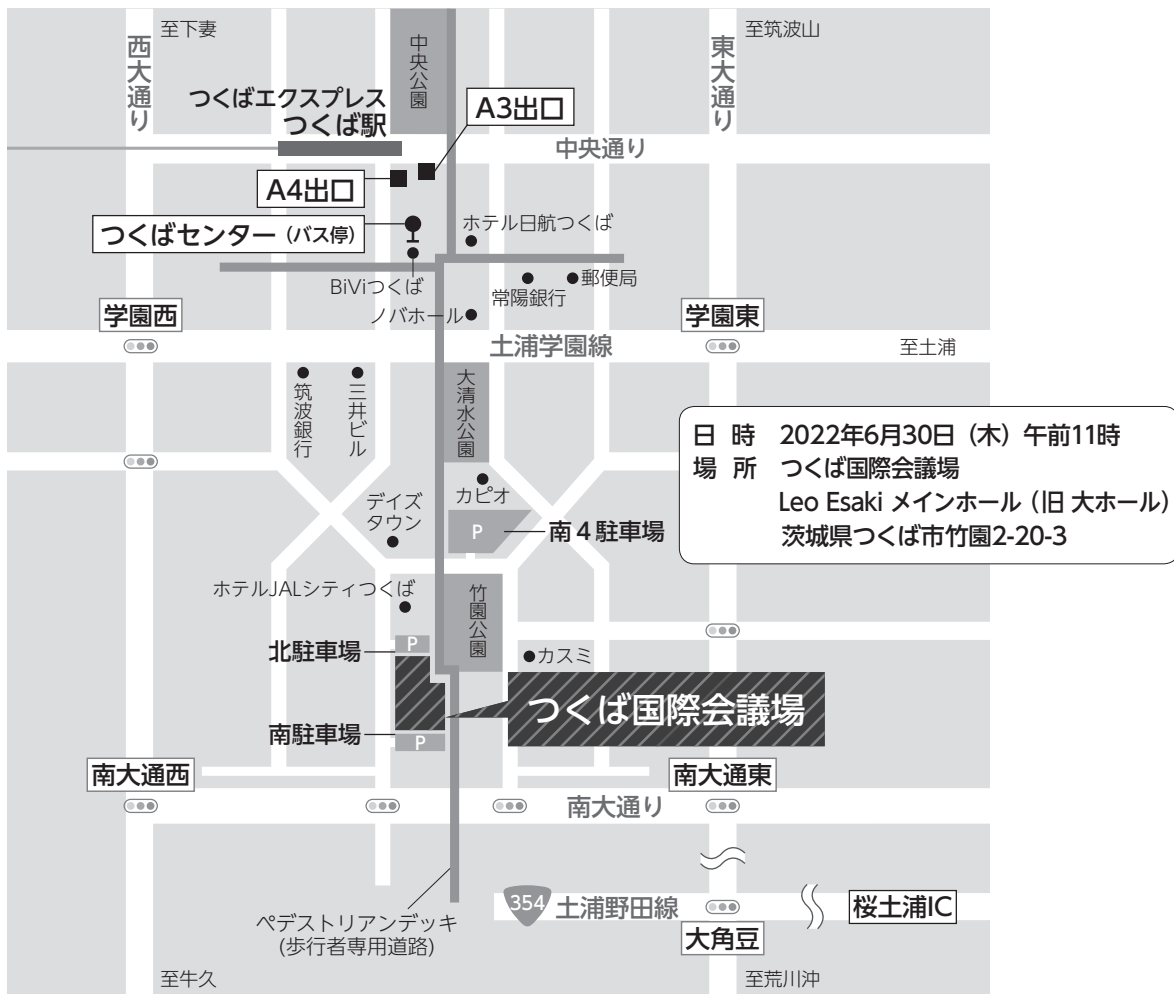 至下妻
至筑波山
西大通り
中央公園
東大通り
つくばエクスプレス
つくば駅
A3出口
中央通り
A4出口
つくばセンター（バス停）
ホテル日航つくば
BiViつくば
常陽銀行
郵便局
ノバホール
学園西
学園東
土浦学園線
至土浦
筑波銀行
三井ビル
大清水公園
日 時 2022年6月30日（木）午前11時
場 所 つくば国際会議場
Leo Esaki メインホール（旧 大ホール）
茨城県つくば市竹園2-20-3
デイズ
タウン
カピオ
P
南4駐車場
ホテルJALシティつくば
竹園公園
北駐車場
P
カスミ
つくば国際会議場
南駐車場
P
南大通西
南大通東
南大通り
354
土浦野田線
桜土浦IC
大角豆
ペデストリアンデッキ
(歩行者専用道路)
至牛久
至荒川沖